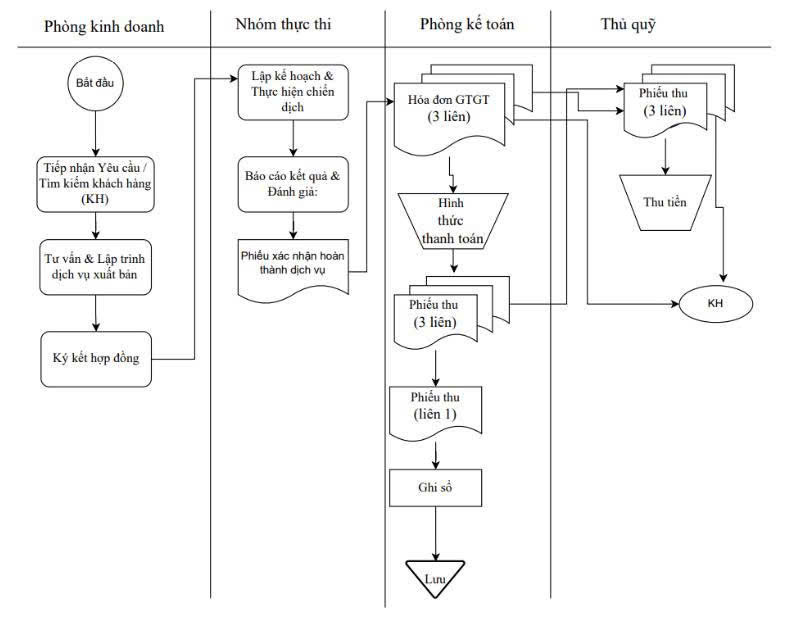 Phòng kinh doanh
Nhóm thực thi
Phòng kế toán
Thủ quỹ
Bắt đầu
Tiếp nhận Yêu cầu /
Tìm kiếm khách hàng
(KH)
Tư vấn & Lập trình
dịch vụ xuất bản
Ký kết hợp đồng
Lập kế hoạch &
Thực hiện chiến
dịch
Báo cáo kết quả &
Đánh giá:
Phiếu xác nhận hoàn
thành dịch vụ
Hóa đơn GTGT
(3 liên)
Hình
thức
thanh toán
Phiếu thu
(3 liên)
Phiếu thu
(liên 1)
Ghi sổ
Lưu
Phiếu thu
(3 liên)
Thu tiền
KH